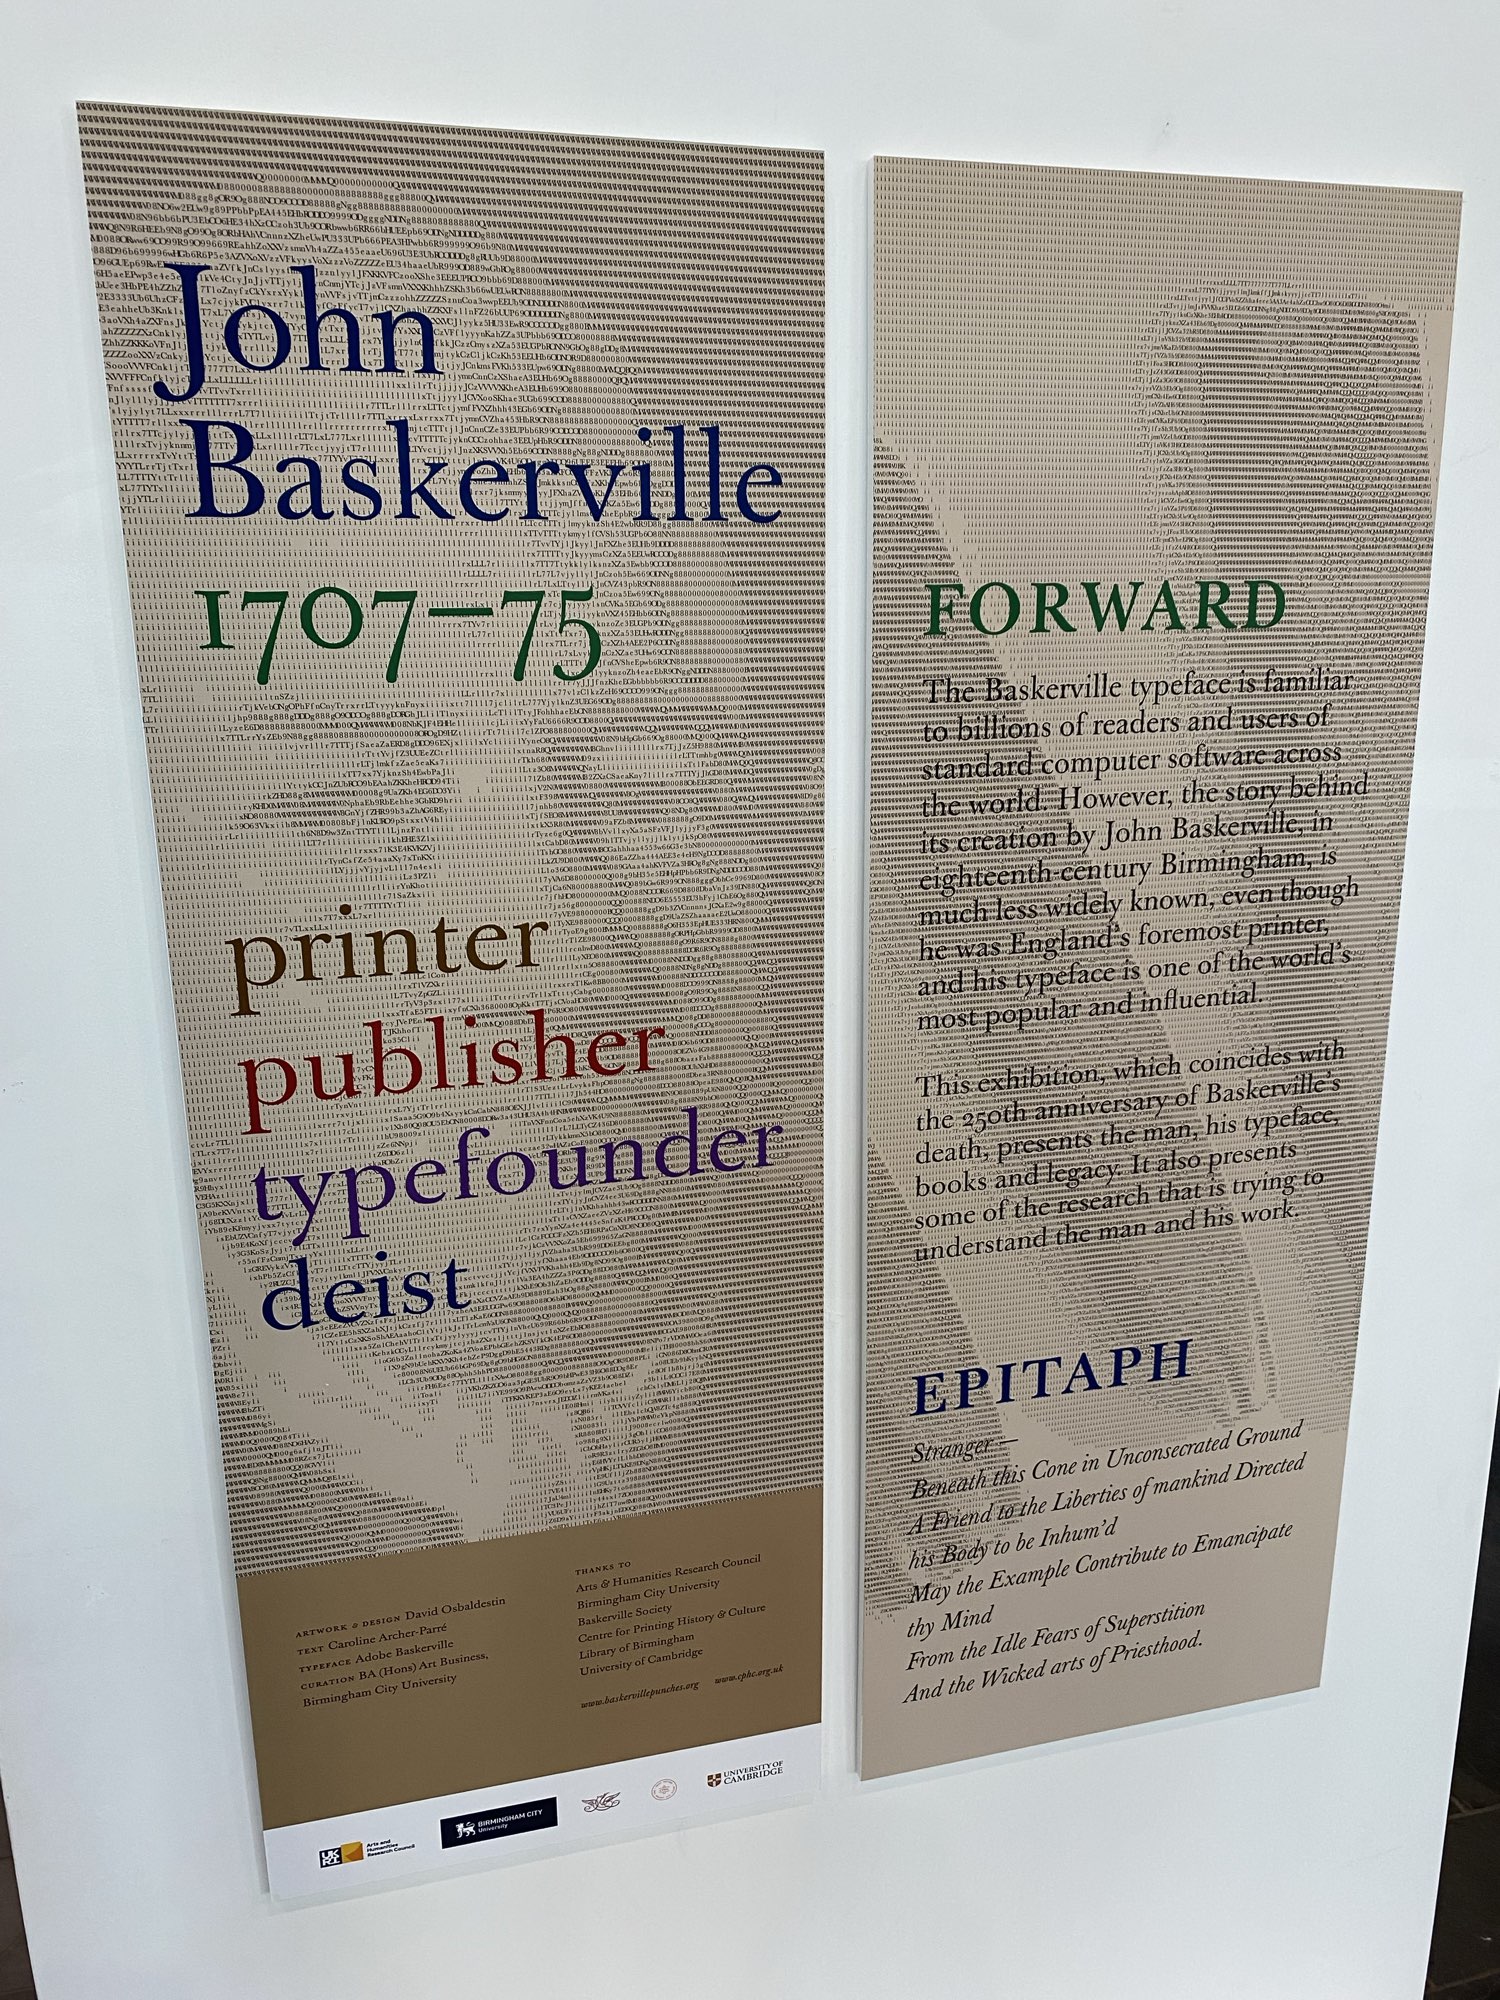 John
Baskerville
1707–75
printer
publisher
typefounder
deist
ARTWORK & DESIGN David Osbaldestin
TEXT Caroline Archer-Parré
TYPEFACE Adobe Baskerville
CURATION BA (Hons) Art Business,
Birmingham City University
THANKS TO
Arts & Humanities Research Council
Birmingham City University
Baskerville Society
Centre for Printing History & Culture
Library of Birmingham
University of Cambridge
www.baskervillepunches.org www.cphc.org.uk
UKRI
Arts and
Humanities
Research Council
BIRMINGHAM CITY
University
UNIVERSITY OF
CAMBRIDGE
FORWARD
The Baskerville typeface is familiar
to billions of readers and users of
standard computer software across
the world. However, the story behind
its creation by John Baskerville, in
eighteenth-century Birmingham, is
much less widely known, even though
he was England's foremost printer,
and his typeface is one of the world's
most popular and influential.
This exhibition, which coincides with
the 250th anniversary of Baskerville's
death, presents the man, his typeface,
books and legacy. It also presents
some of the research that is trying to
understand the man and his work.
EPITAPH
Stranger —
Beneath this Cone in Unconsecrated Ground
A Friend to the Liberties of mankind Directed
his Body to be Inhum'd
May the Example Contribute to Emancipate
thy Mind
From the Idle Fears of Superstition
And the Wicked arts of Priesthood.